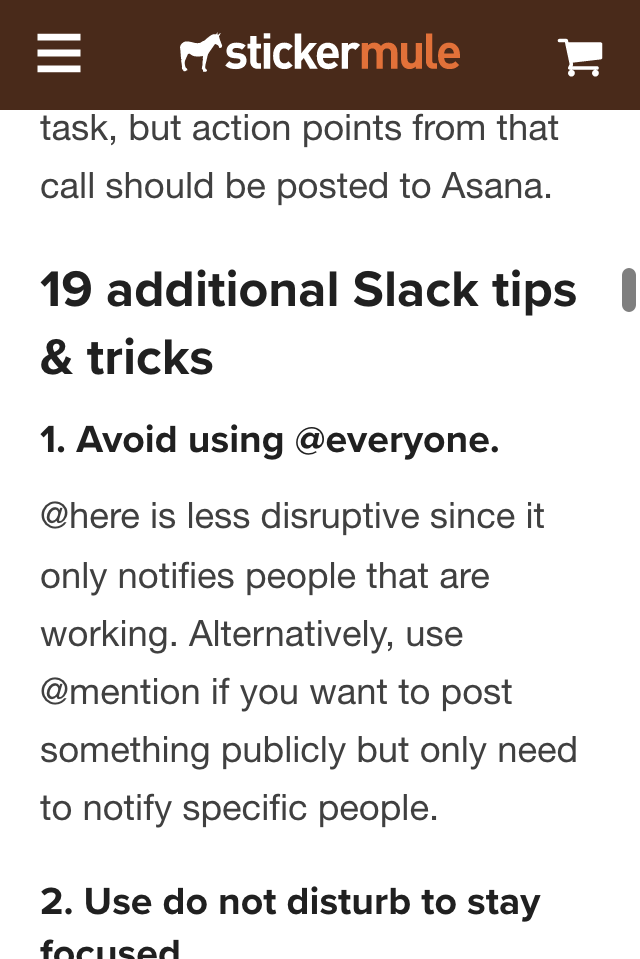 stickermule
task, but action points from that
call should be posted to Asana.
19 additional Slack tips
& tricks
1. Avoid using @everyone.
@here is less disruptive since it
only notifies people that are
working. Alternatively, use
@mention if you want to post
something publicly but only need
to notify specific people.
2. Use do not disturb to stay
focused